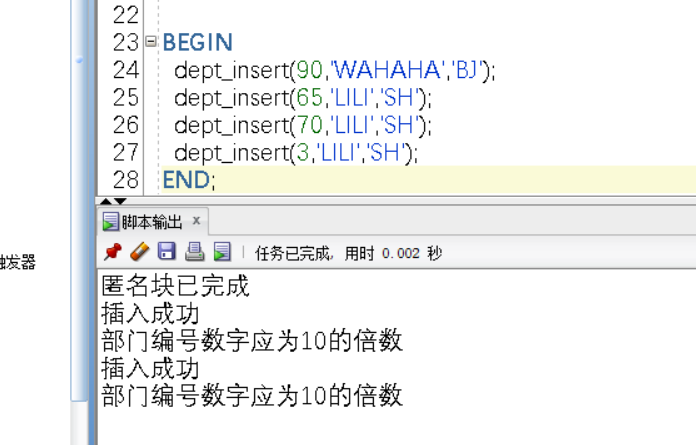 22
23 BEGIN
24 dept_insert(90,'WAHAHA','BJ');
25 dept_insert(65,'LILI','SH');
26 dept_insert(70,'LILI','SH');
27 dept_insert(3,'LILI','SH');
28 END;
脚本输出 ×
任务已完成, 用时 0.002 秒
发器
匿名块已完成
插入成功
部门编号数字应为10的倍数
插入成功
部门编号数字应为10的倍数